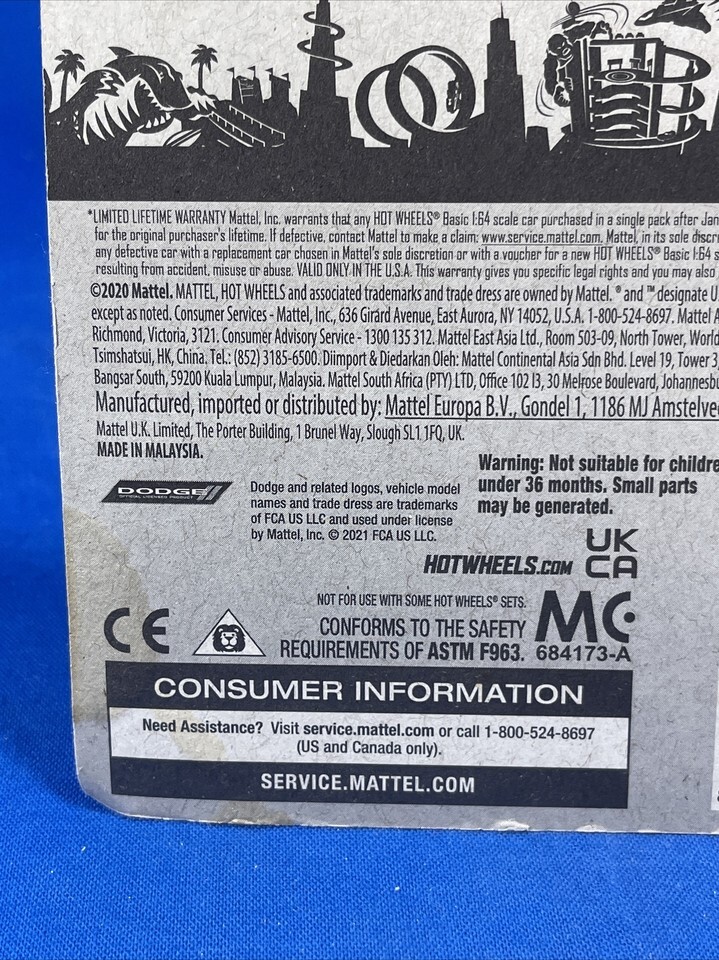 *LIMITED LIFETIME WARRANTY Mattel, Inc. warrants that any HOT WHEELS® Basic 1:64 scale car purchased in a single pack after Jan
for the original purchaser's lifetime. If defective, contact Mattel to make a claim: www.service.mattel.com. Mattel, in its sole discr
any defective car with a replacement car chosen in Mattel's sole discretion or with a voucher for a new HOT WHEELS® Basic 1:64 s
resulting from accident, misuse or abuse. VALID ONLY IN THE U.S.A. This warranty gives you specific legal rights and you may also
©2020 Mattel. MATTEL, HOT WHEELS and associated trademarks and trade dress are owned by Mattel. ® and ™ designate U
except as noted. Consumer Services - Mattel, Inc., 636 Girard Avenue, East Aurora, NY 14052, U.S.A. 1-800-524-8697. Mattel A
Richmond, Victoria, 3121. Consumer Advisory Service - 1300 135 312. Mattel East Asia Ltd., Room 503-09, North Tower, World
Tsimshatsui, HK, China. Tel.: (852) 3185-6500. Diimport & Diedarkan Oleh: Mattel Continental Asia Sdn Bhd. Level 19, Tower 3,
Bangsar South, 59200 Kuala Lumpur, Malaysia. Mattel South Africa (PTY) LTD, Office 102 I3, 30 Melrose Boulevard, Johannesbu
Manufactured, imported or distributed by: Mattel Europa B.V., Gondel 1, 1186 MJ Amstelve
Mattel U.K. Limited, The Porter Building, 1 Brunel Way, Slough SL1 1FQ, UK.
MADE IN MALAYSIA.
Warning: Not suitable for childre
under 36 months. Small parts
may be generated.
DODGE
OFFICIAL LICENSED PRODUCT
Dodge and related logos, vehicle model
names and trade dress are trademarks
of FCA US LLC and used under license
by Mattel, Inc. © 2021 FCA US LLC.
HOTWHEELS.COM
UK
CA
CE
NOT FOR USE WITH SOME HOT WHEELS® SETS.
CONFORMS TO THE SAFETY
REQUIREMENTS OF ASTM F963.
MC
684173-A
CONSUMER INFORMATION
Need Assistance? Visit service.mattel.com or call 1-800-524-8697
(US and Canada only).
SERVICE.MATTEL.COM